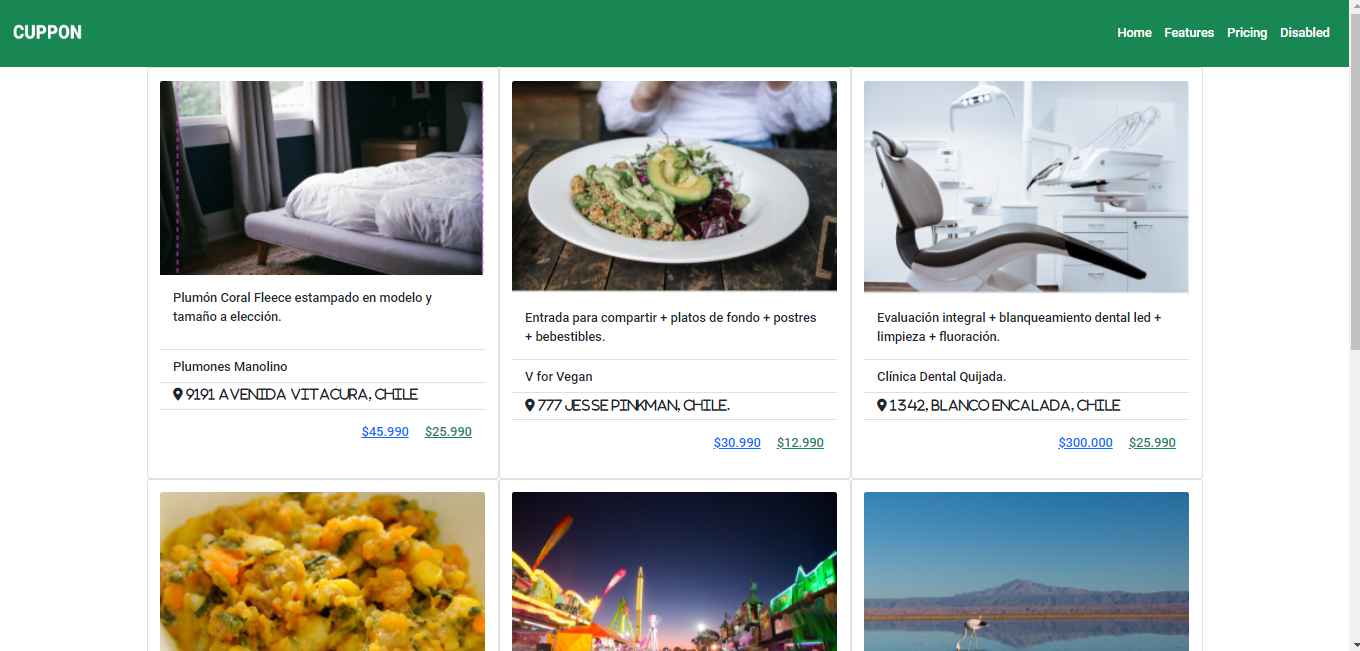 CUPPON
Home Features Pricing Disabled
Plumón Coral Fleece estampado en modelo y
tamaño a elección.
Plumones Manolino
9191 AVENIDA VITACURA, CHILE
$45.990 $25.990
Entrada para compartir + platos de fondo + postres
+ bebestibles.
V for Vegan
777 JESSE PINKMAN, CHILE.
$30.990 $12.990
Evaluación integral + blanqueamiento dental led +
limpieza + fluoración.
Clínica Dental Quijada.
1342, BLANCO ENCALADA, CHILE
$300.000 $25.990